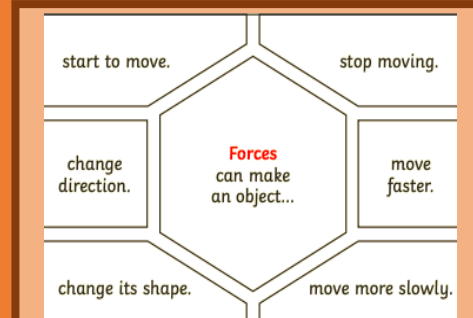 start to move.
stop moving.
change
direction.
Forces
can make
an object...
move
faster.
change its shape.
move more slowly.